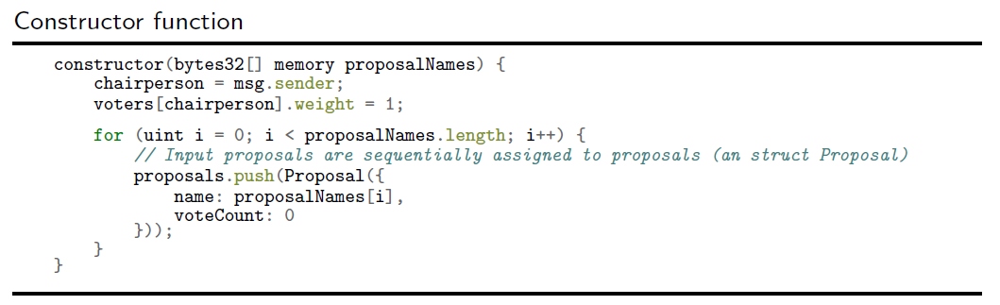 Constructor function
constructor(bytes32[] memory proposalNames) {
    chairperson = msg.sender;
    voters[chairperson].weight = 1;
    for (uint i = 0; i < proposalNames.length; i++) {
        // Input proposals are sequentially assigned to proposals (an struct Proposal)
        proposals.push(Proposal({
            name: proposalNames[i],
            voteCount: 0
        }));
    }
}